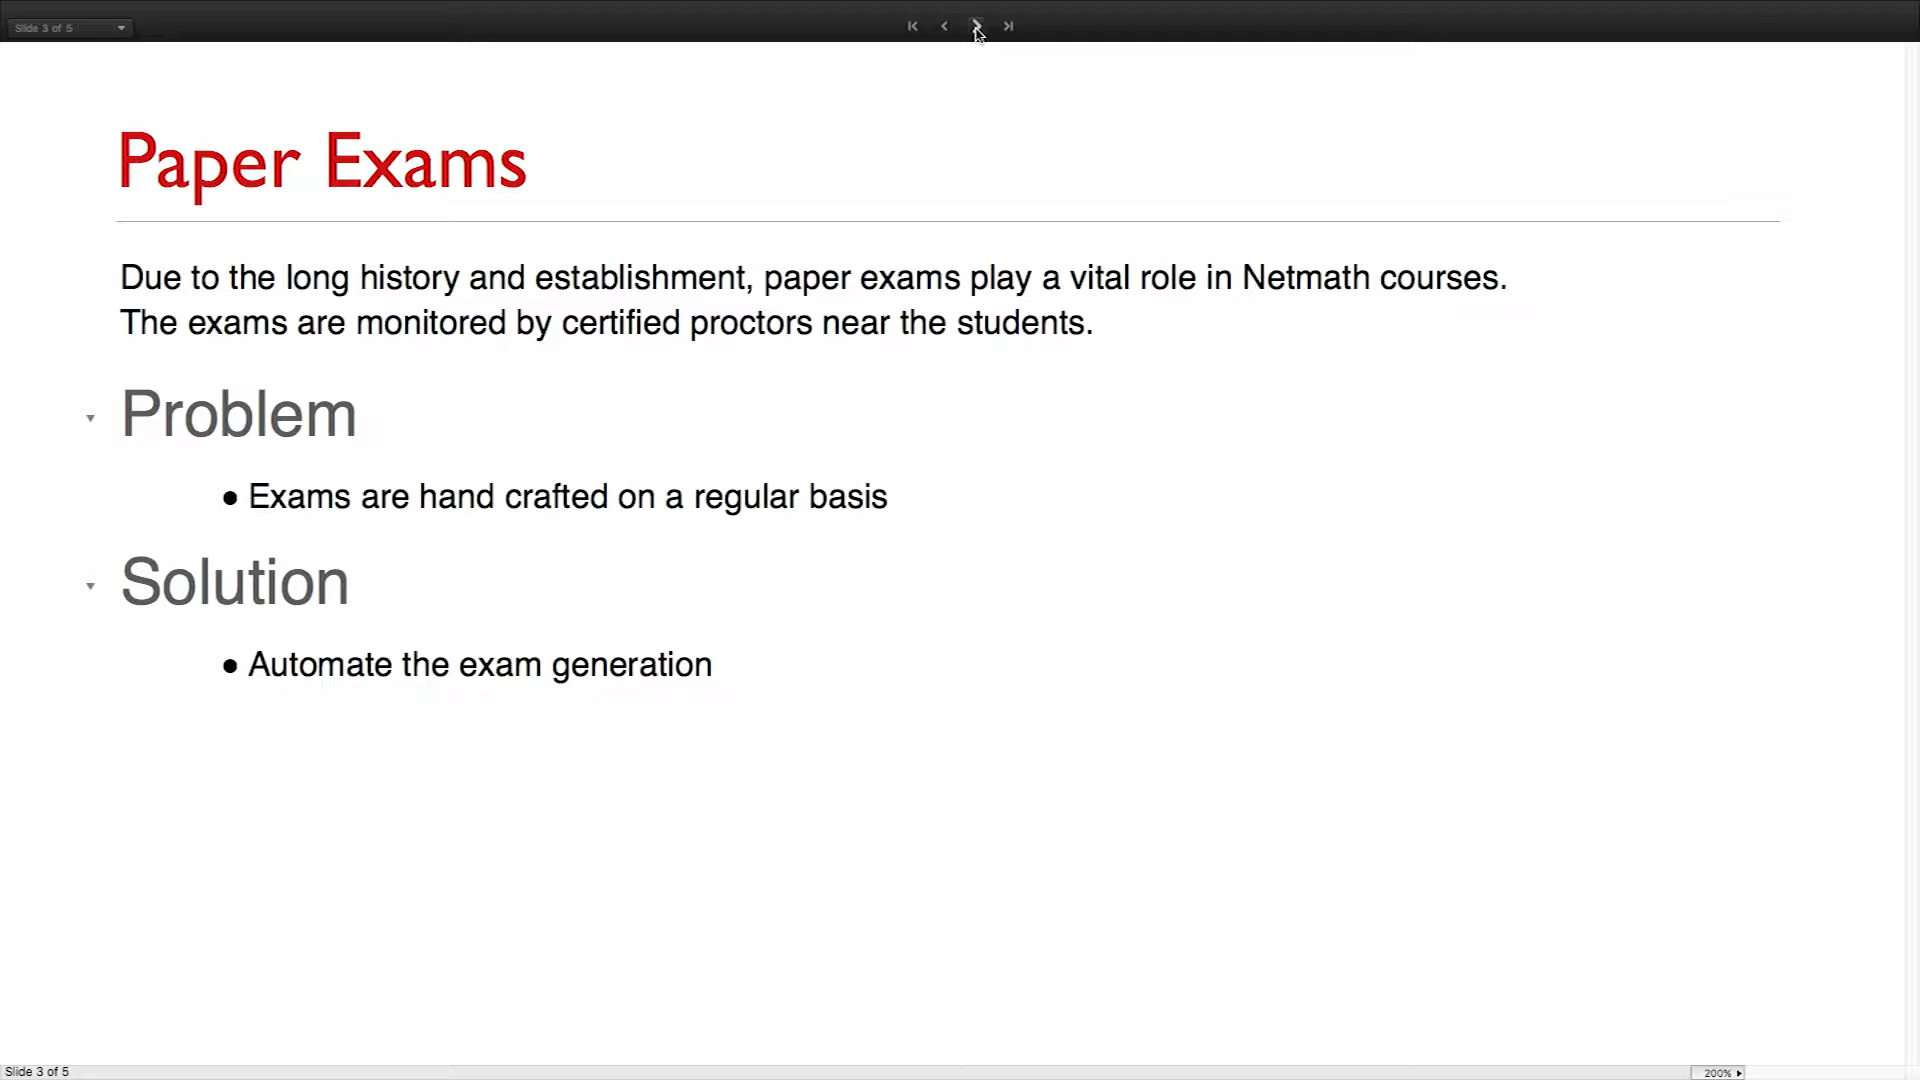 Slide 3 of 5
Paper Exams
Due to the long history and establishment, paper exams play a vital role in Netmath courses.
The exams are monitored by certified proctors near the students.
Problem
● Exams are hand crafted on a regular basis
Solution
● Automate the exam generation
Slide 3 of 5
200%